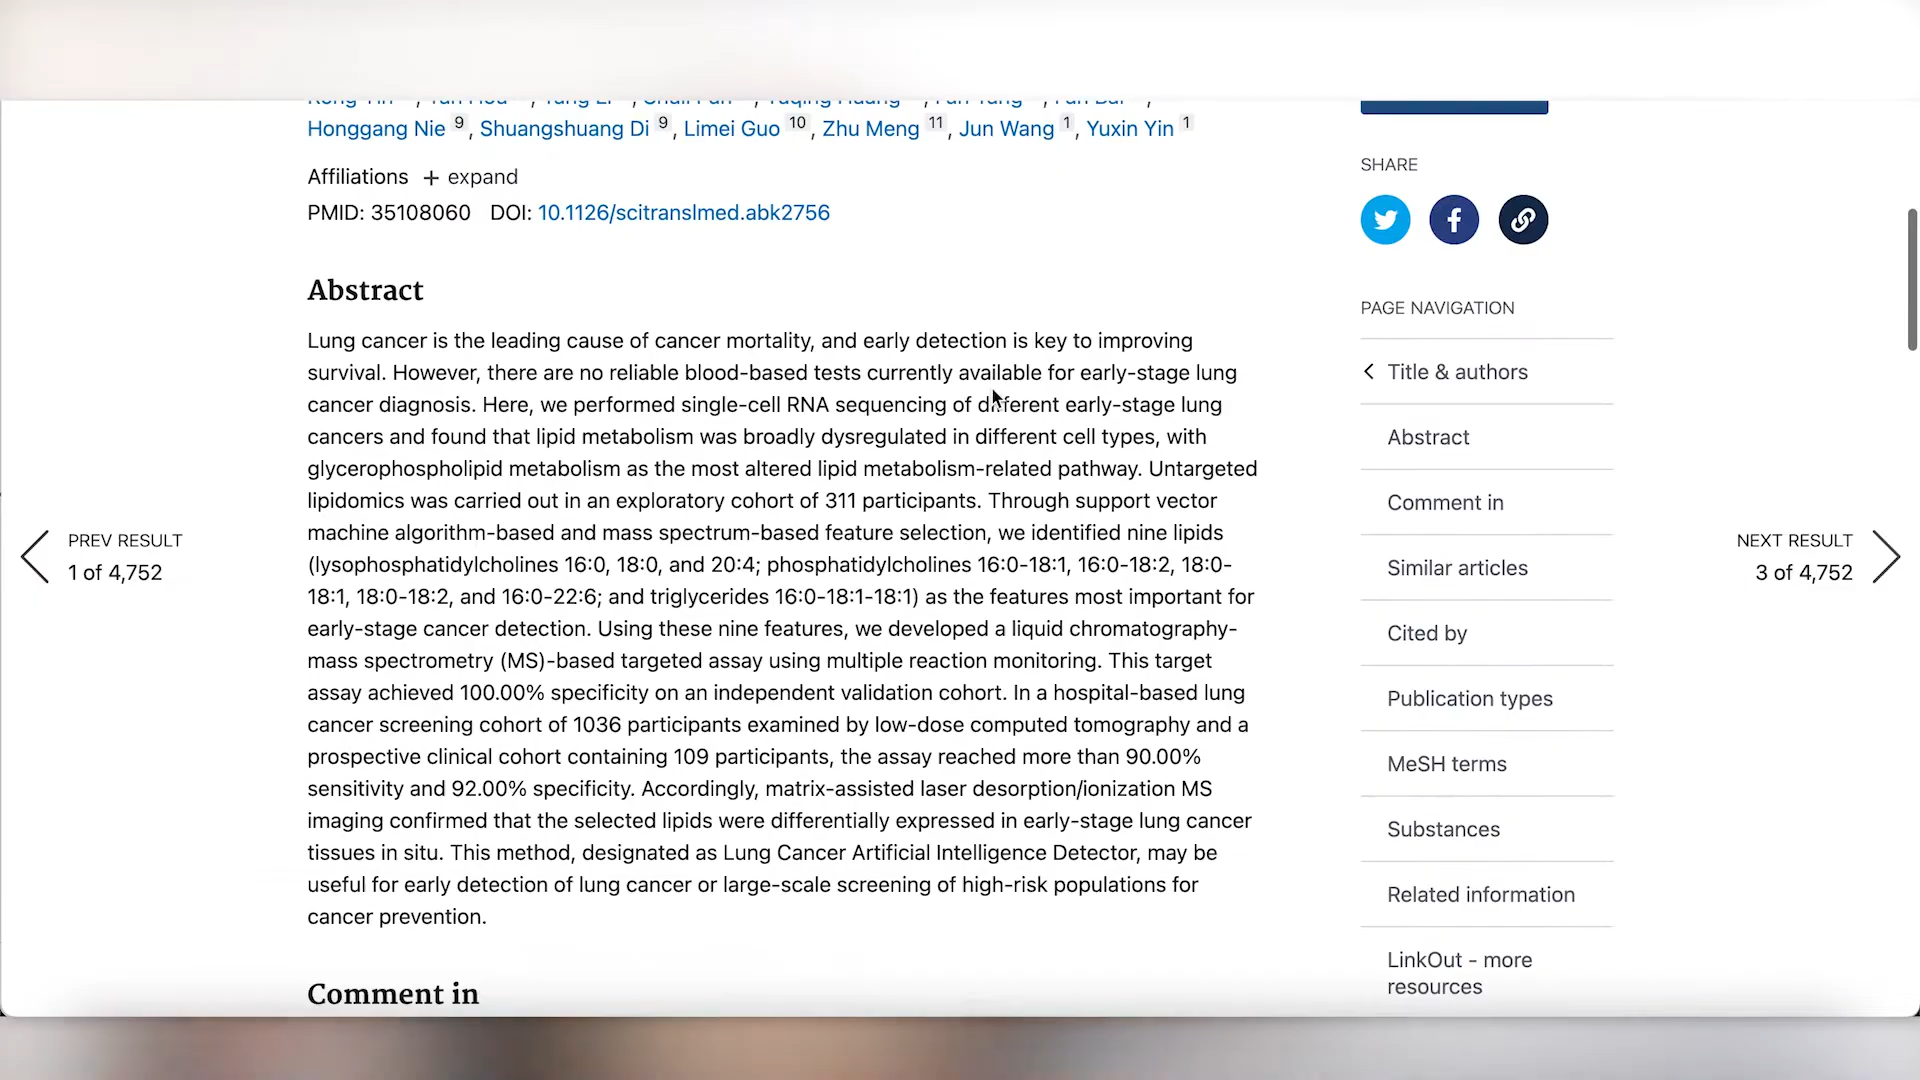 Honggang Nie 9, Shuangshuang Di 9, Limei Guo 10, Zhu Meng 11, Jun Wang 1, Yuxin Yin 1
Affiliations + expand
PMID: 35108060 DOI: 10.1126/scitranslmed.abk2756
Abstract
Lung cancer is the leading cause of cancer mortality, and early detection is key to improving
survival. However, there are no reliable blood-based tests currently available for early-stage lung
cancer diagnosis. Here, we performed single-cell RNA sequencing of different early-stage lung
cancers and found that lipid metabolism was broadly dysregulated in different cell types, with
glycerophospholipid metabolism as the most altered lipid metabolism-related pathway. Untargeted
lipidomics was carried out in an exploratory cohort of 311 participants. Through support vector
machine algorithm-based and mass spectrum-based feature selection, we identified nine lipids
(lysophosphatidylcholines 16:0, 18:0, and 20:4; phosphatidylcholines 16:0-18:1, 16:0-18:2, 18:0-
18:1, 18:0-18:2, and 16:0-22:6; and triglycerides 16:0-18:1-18:1) as the features most important for
early-stage cancer detection. Using these nine features, we developed a liquid chromatography-
mass spectrometry (MS)-based targeted assay using multiple reaction monitoring. This target
assay achieved 100.00% specificity on an independent validation cohort. In a hospital-based lung
cancer screening cohort of 1036 participants examined by low-dose computed tomography and a
prospective clinical cohort containing 109 participants, the assay reached more than 90.00%
sensitivity and 92.00% specificity. Accordingly, matrix-assisted laser desorption/ionization MS
imaging confirmed that the selected lipids were differentially expressed in early-stage lung cancer
tissues in situ. This method, designated as Lung Cancer Artificial Intelligence Detector, may be
useful for early detection of lung cancer or large-scale screening of high-risk populations for
cancer prevention.
Comment in
PREV RESULT
1 of 4,752
SHARE
PAGE NAVIGATION
Title & authors
Abstract
Comment in
Similar articles
Cited by
Publication types
MeSH terms
Substances
Related information
LinkOut - more
resources
NEXT RESULT
3 of 4,752